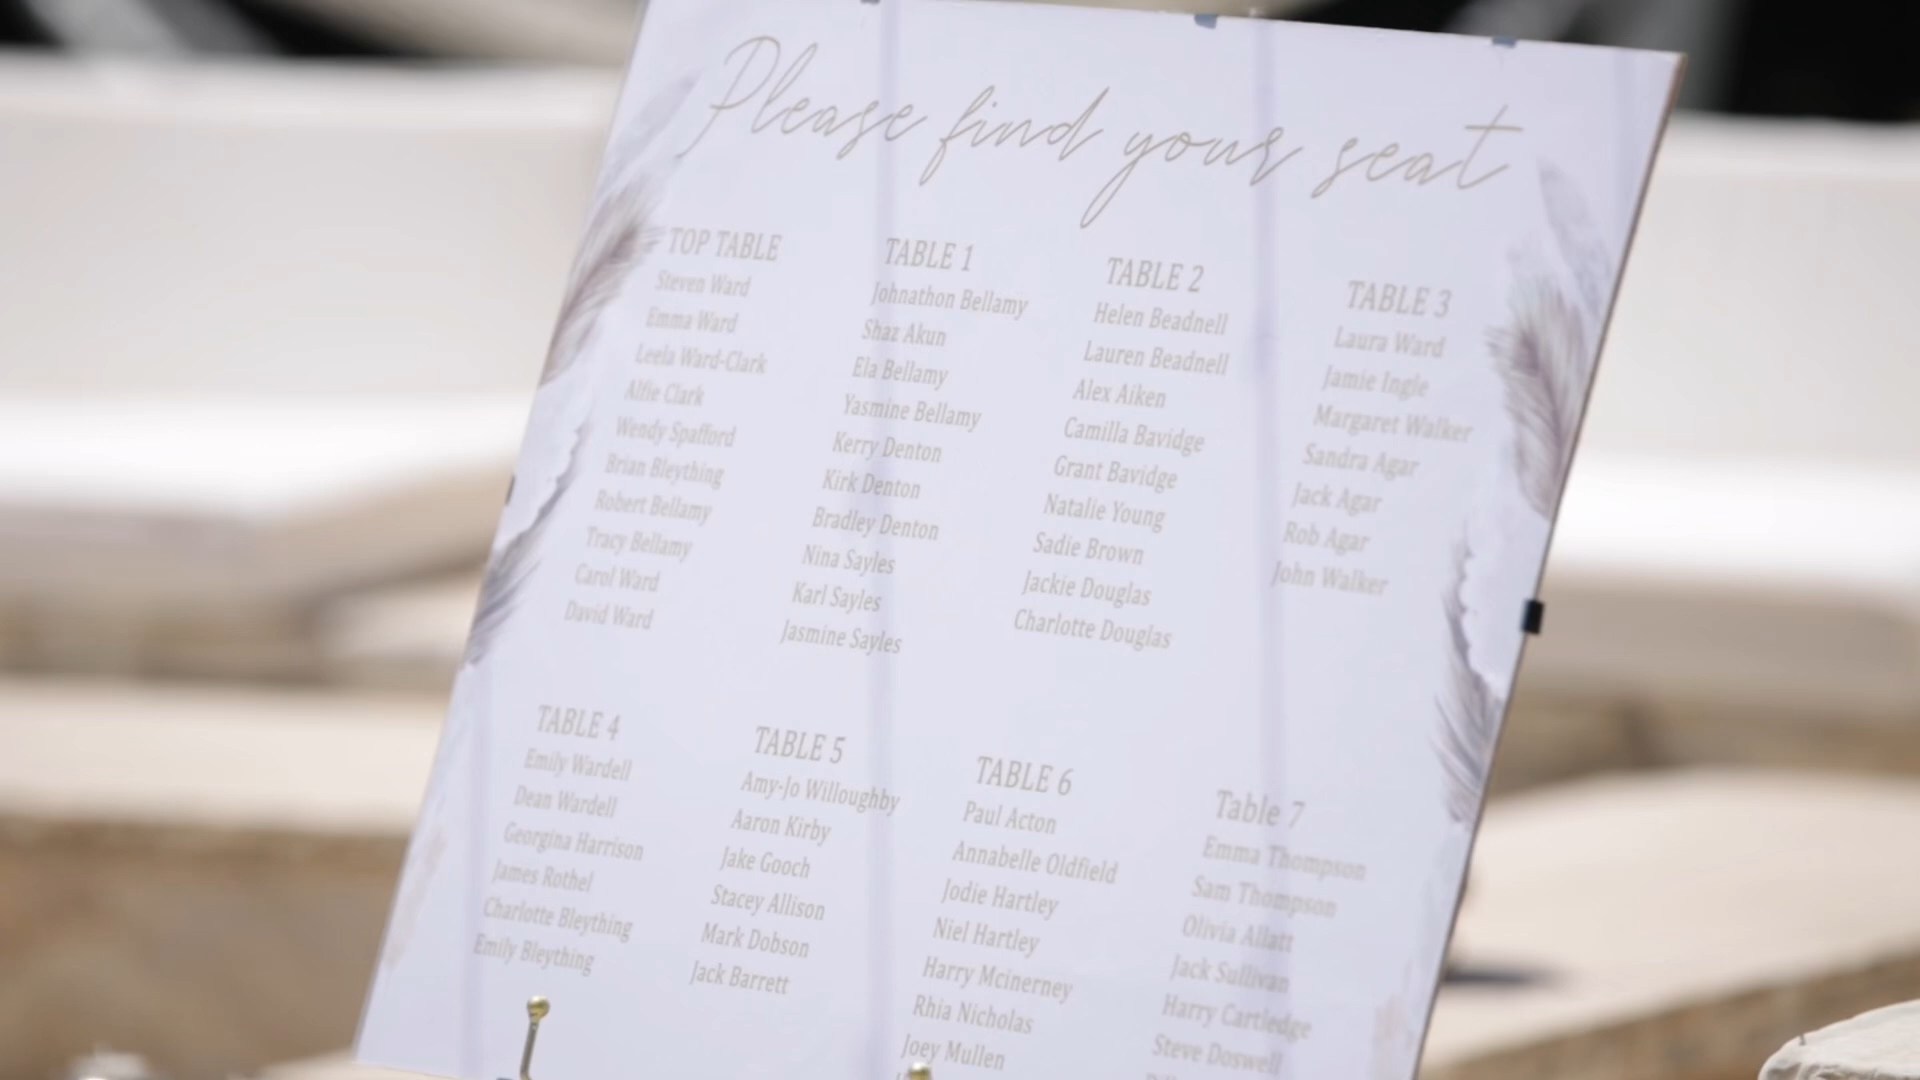 Please find your seat
TOP TABLE
Steven Ward
Emma Ward
Leela Ward-Clark
Alfie Clark
Wendy Spafford
Brian Bleything
Robert Bellamy
Tracy Bellamy
Carol Ward
David Ward
TABLE 1
Johnathon Bellamy
Shaz Akun
Ela Bellamy
Yasmine Bellamy
Kerry Denton
Kirk Denton
Bradley Denton
Nina Sayles
Karl Sayles
Jasmine Sayles
TABLE 2
Helen Beadnell
Lauren Beadnell
Alex Aiken
Camilla Bavidge
Grant Bavidge
Natalie Young
Sadie Brown
Jackie Douglas
Charlotte Douglas
TABLE 3
Laura Ward
Jamie Ingle
Margaret Walker
Sandra Agar
Jack Agar
Rob Agar
John Walker
TABLE 4
Emily Wardell
Dean Wardell
Georgina Harrison
James Rothel
Charlotte Bleything
Emily Bleything
TABLE 5
Amy-Jo Willoughby
Aaron Kirby
Jake Gooch
Stacey Allison
Mark Dobson
Jack Barrett
TABLE 6
Paul Acton
Annabelle Oldfield
Jodie Hartley
Niel Hartley
Harry Mcinerney
Rhia Nicholas
Joey Mullen
Table 7
Emma Thompson
Sam Thompson
Olivia Allatt
Jack Sullivan
Harry Cartledge
Steve Doswell